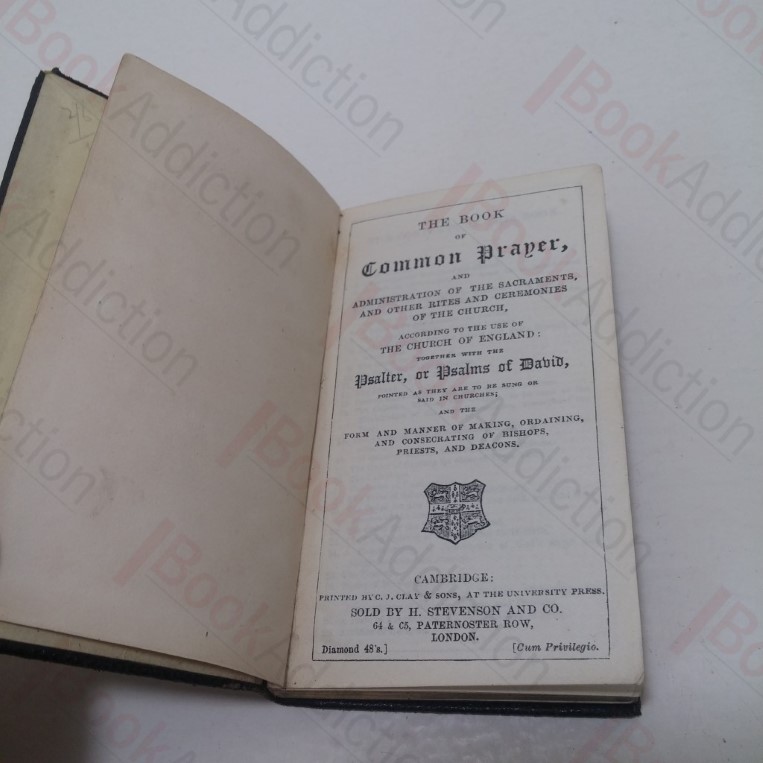 THE BOOK
OF
Common Prayer,
AND
ADMINISTRATION OF THE SACRAMENTS,
AND OTHER RITES AND CEREMONIES
OF THE CHURCH,
ACCORDING TO THE USE OF
THE CHURCH OF ENGLAND:
TOGETHER WITH THE
Psalter, or Psalms of David,
POINTED AS THEY ARE TO BE SUNG OR
SAID IN CHURCHES;
AND THE
FORM AND MANNER OF MAKING, ORDAINING,
AND CONSECRATING OF BISHOPS,
PRIESTS, AND DEACONS.
CAMBRIDGE:
PRINTED BY C. J. CLAY & SONS, AT THE UNIVERSITY PRESS.
SOLD BY H. STEVENSON AND CO.
64 & 65, PATERNOSTER ROW,
LONDON.
Diamond 48's.] [Cum Privilegio.
BookAddiction